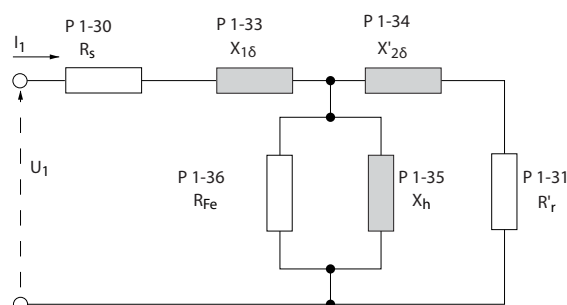 P 1-30
P 1-33
P 1-34
I1
Rs
X1δ
X'2δ
U1
P 1-36
RFe
P 1-35
Xh
P 1-31
R'r